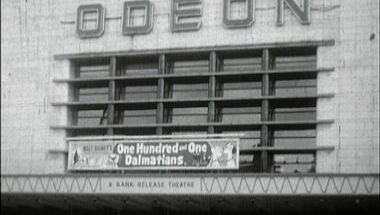 ODEON
WALT DISNEY'S
One Hundred and One
Dalmatians
A RANK RELEASE THEATRE